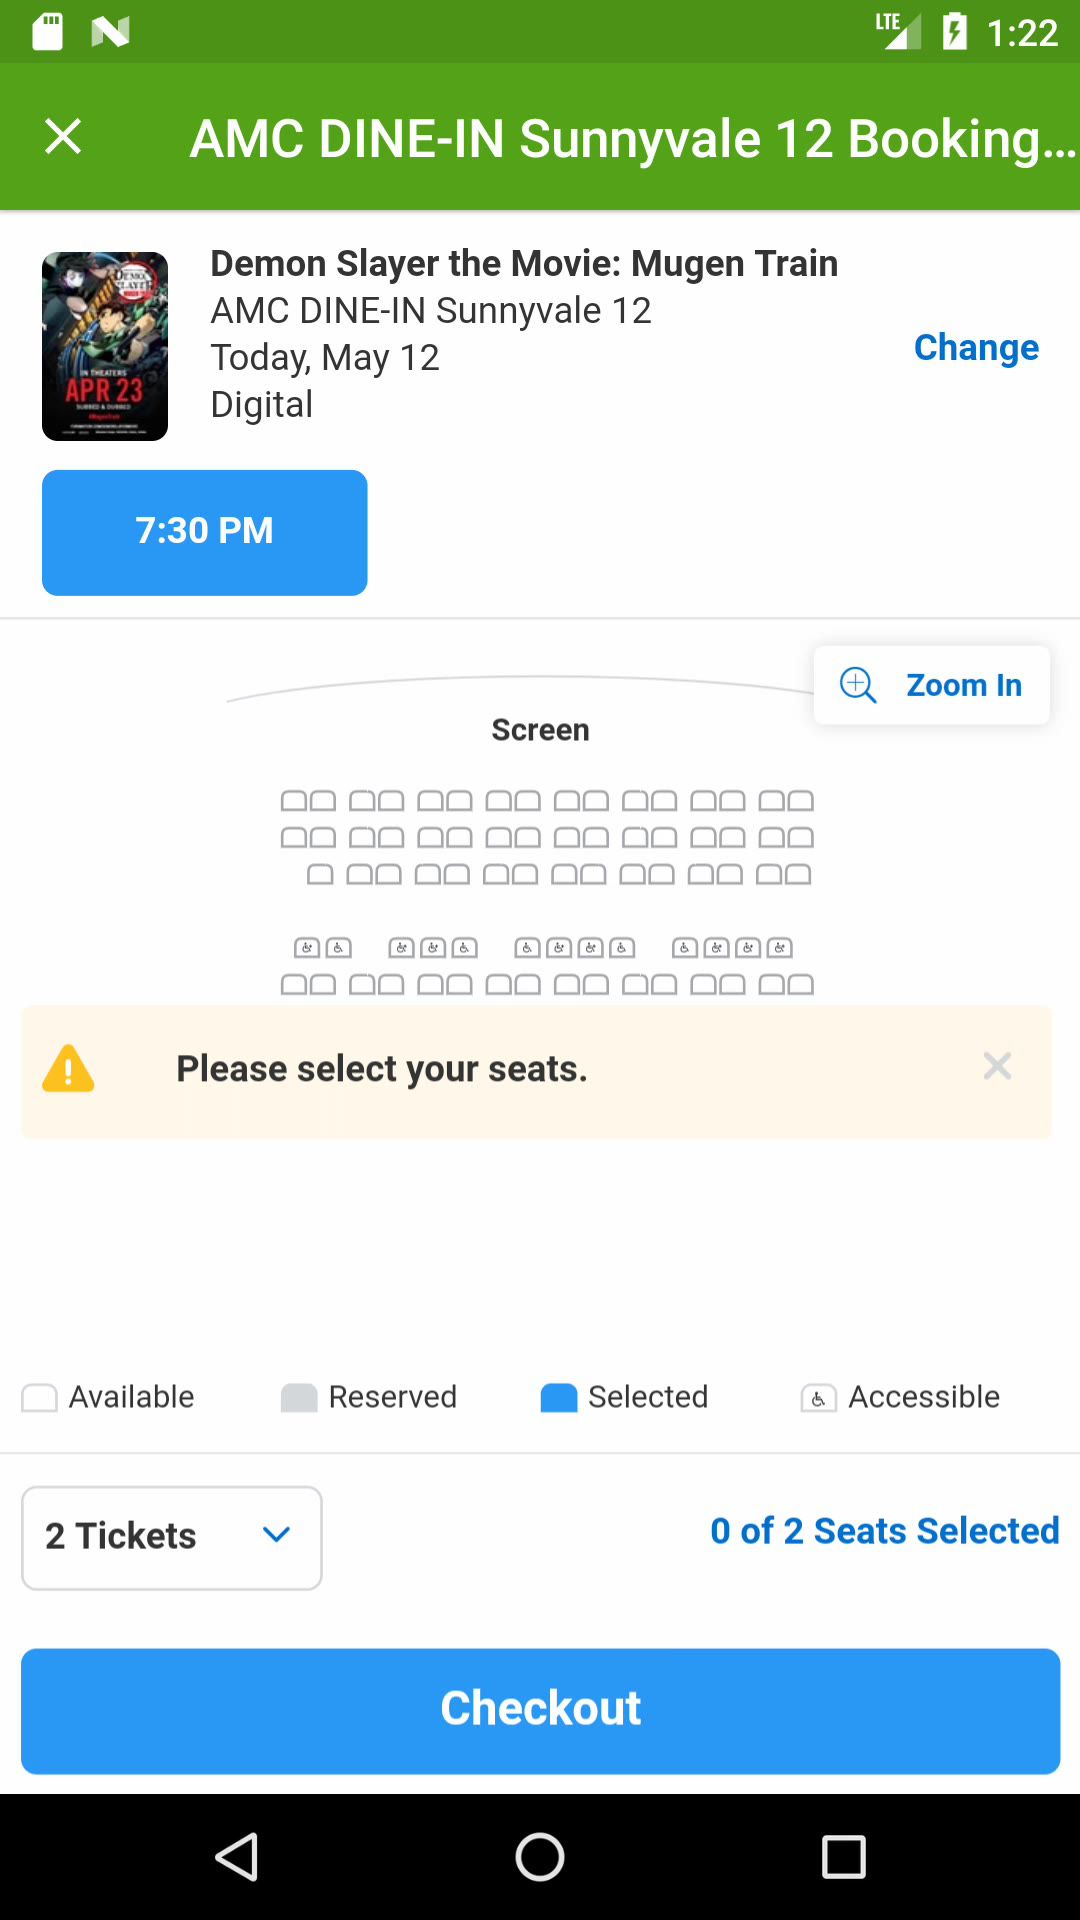 LTE 1:22
AMC DINE-IN Sunnyvale 12 Booking...
Demon Slayer the Movie: Mugen Train
AMC DINE-IN Sunnyvale 12
Today, May 12
Digital
Change
IN THEATERS
APR 23
SUBBED & DUBBED
7:30 PM
Zoom In
Screen
Please select your seats.
Available Reserved Selected Accessible
2 Tickets
0 of 2 Seats Selected
Checkout